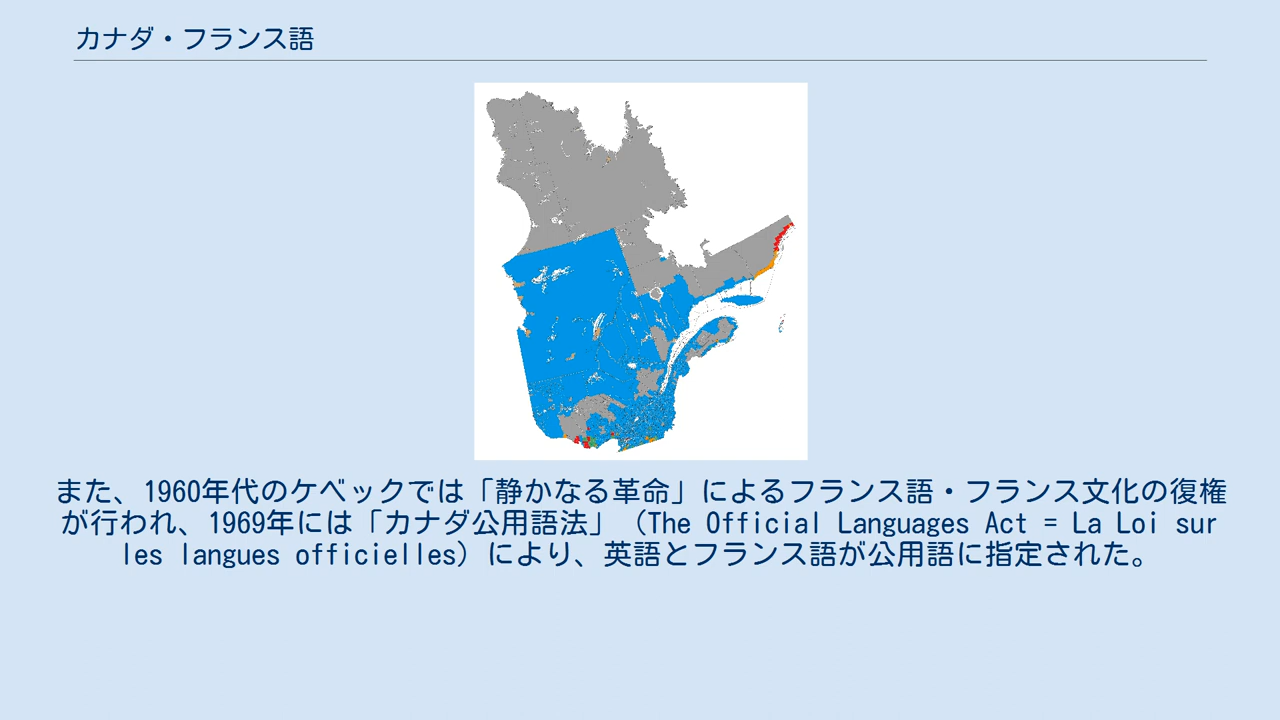 カナダ・フランス語
また、1960年代のケベックでは「静かなる革命」によるフランス語・フランス文化の復権
が行われ、1969年には「カナダ公用語法」（The Official Languages Act = La Loi sur
les langues officielles）により、英語とフランス語が公用語に指定された。